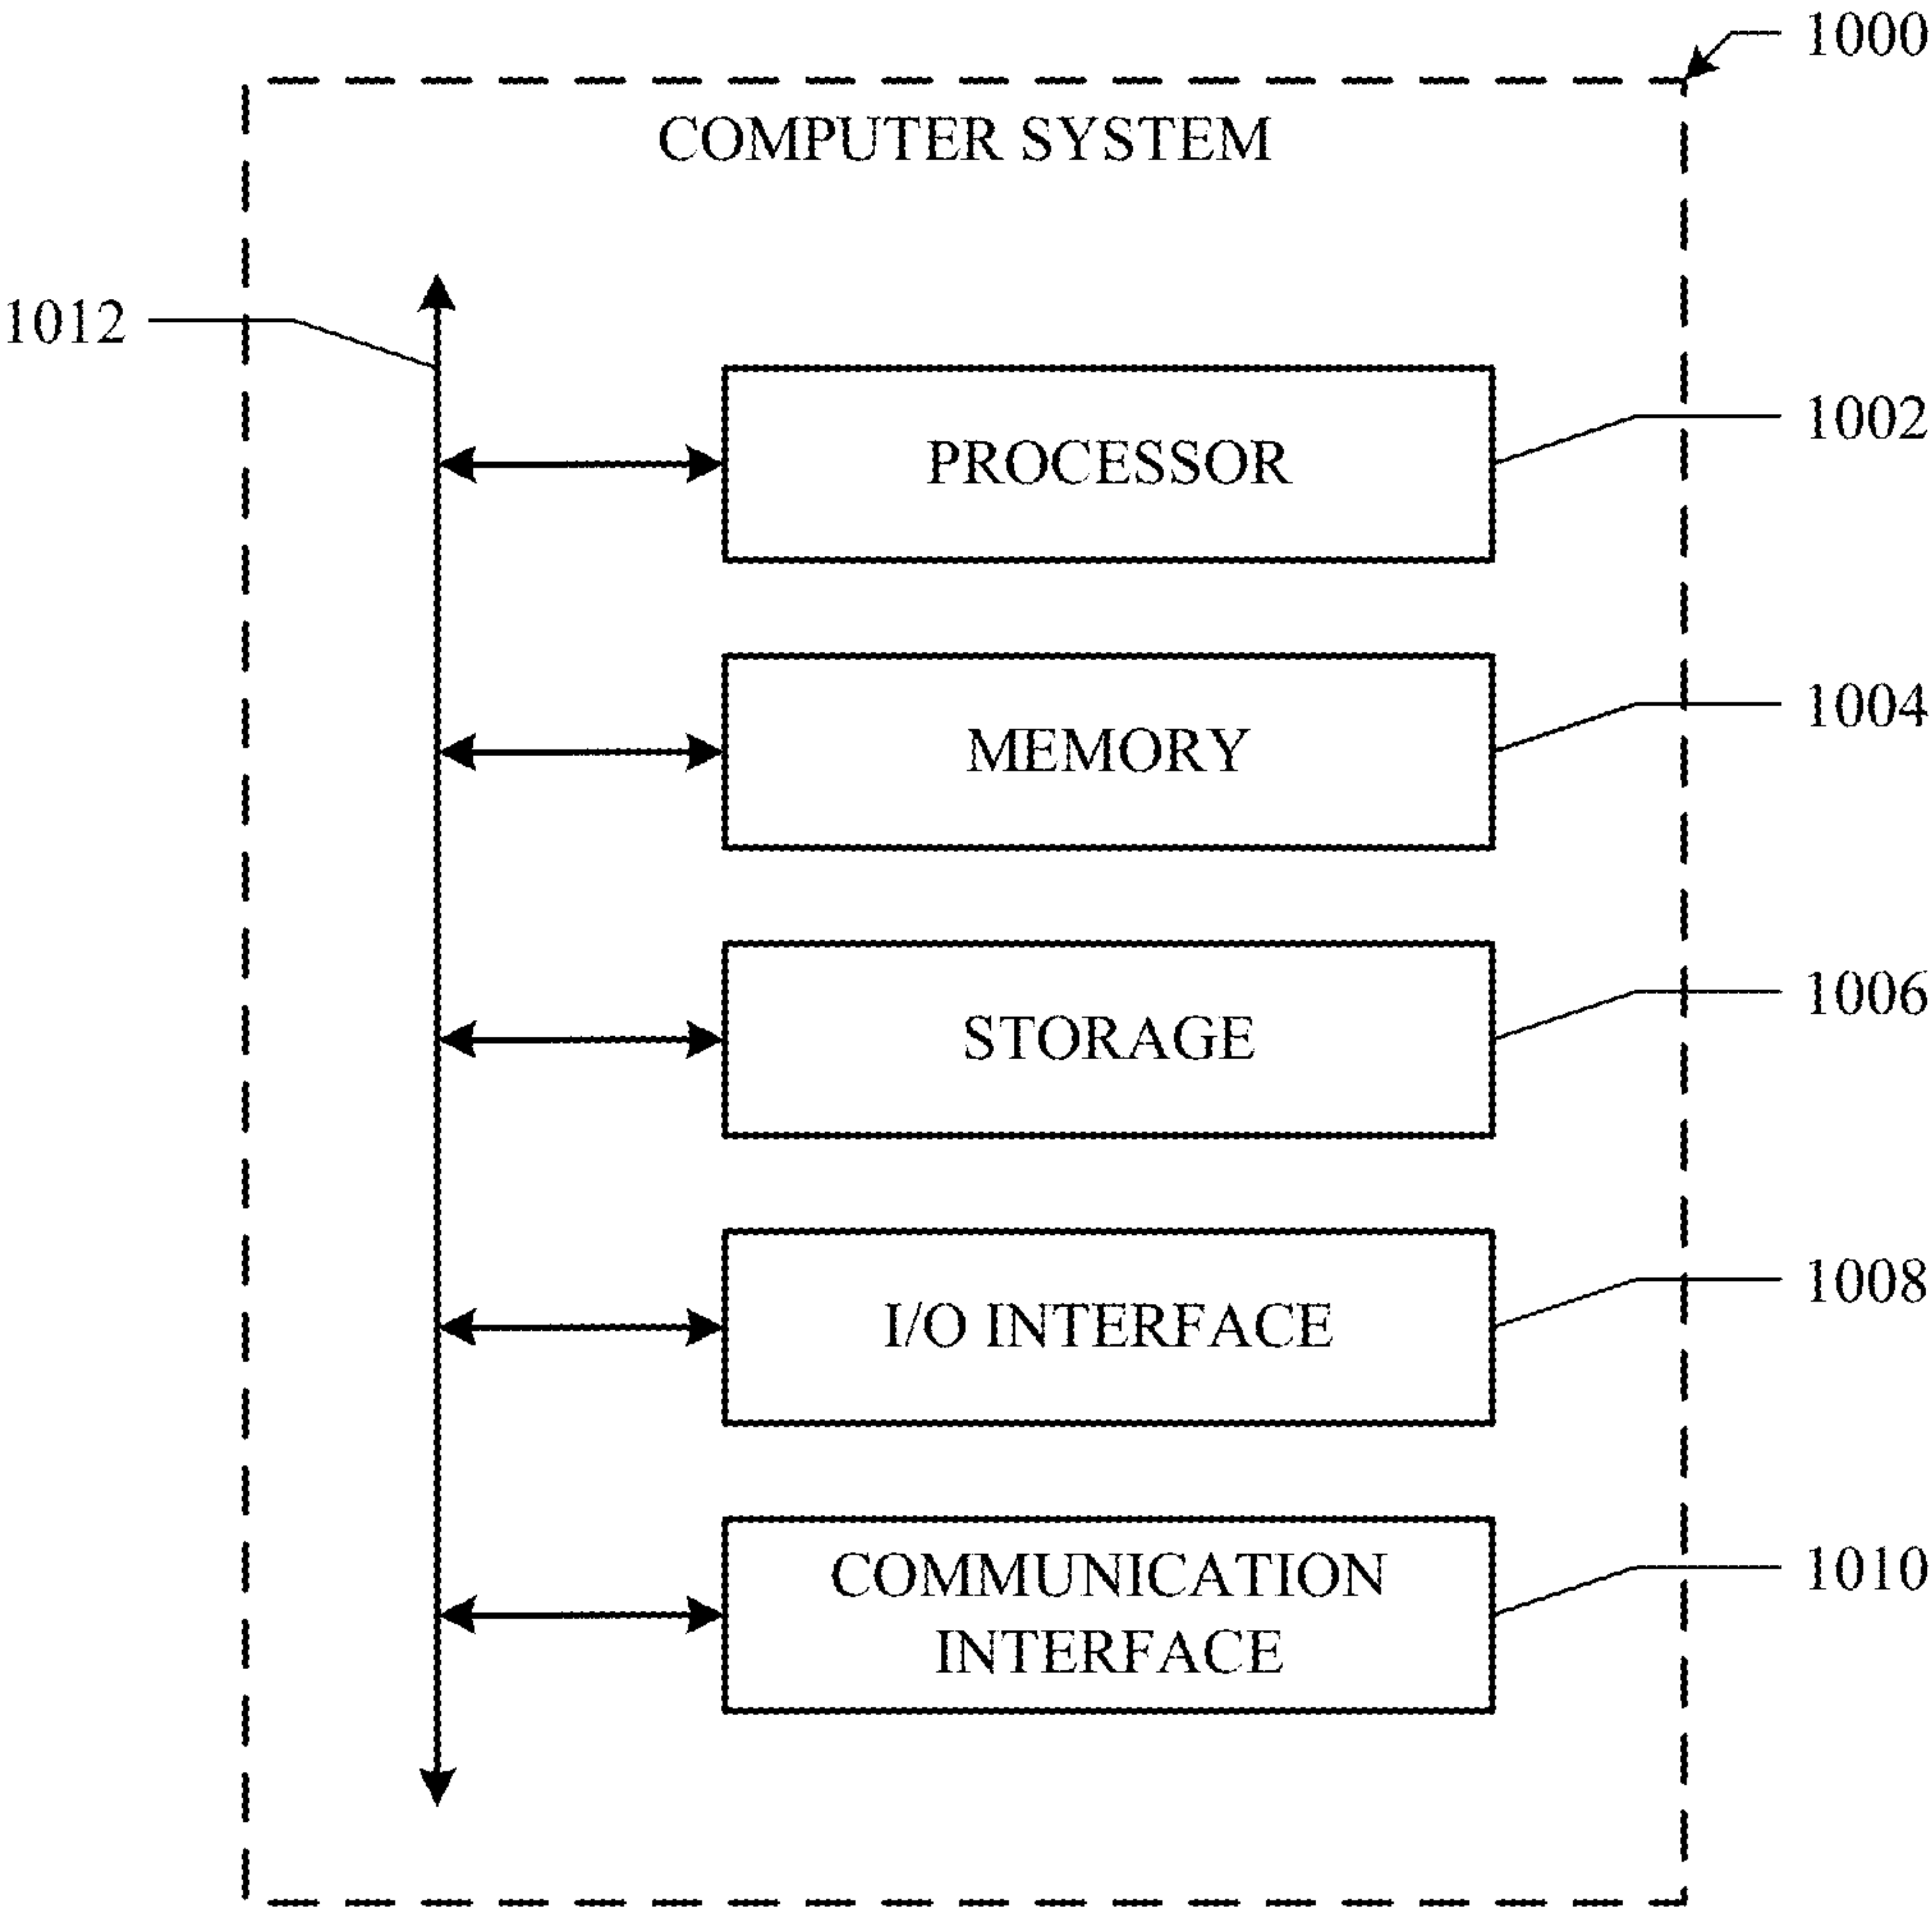 1000
COMPUTER SYSTEM
1012
1002
PROCESSOR
1004
MEMORY
1006
STORAGE
1008
I/O INTERFACE
1010
COMMUNICATION
INTERFACE